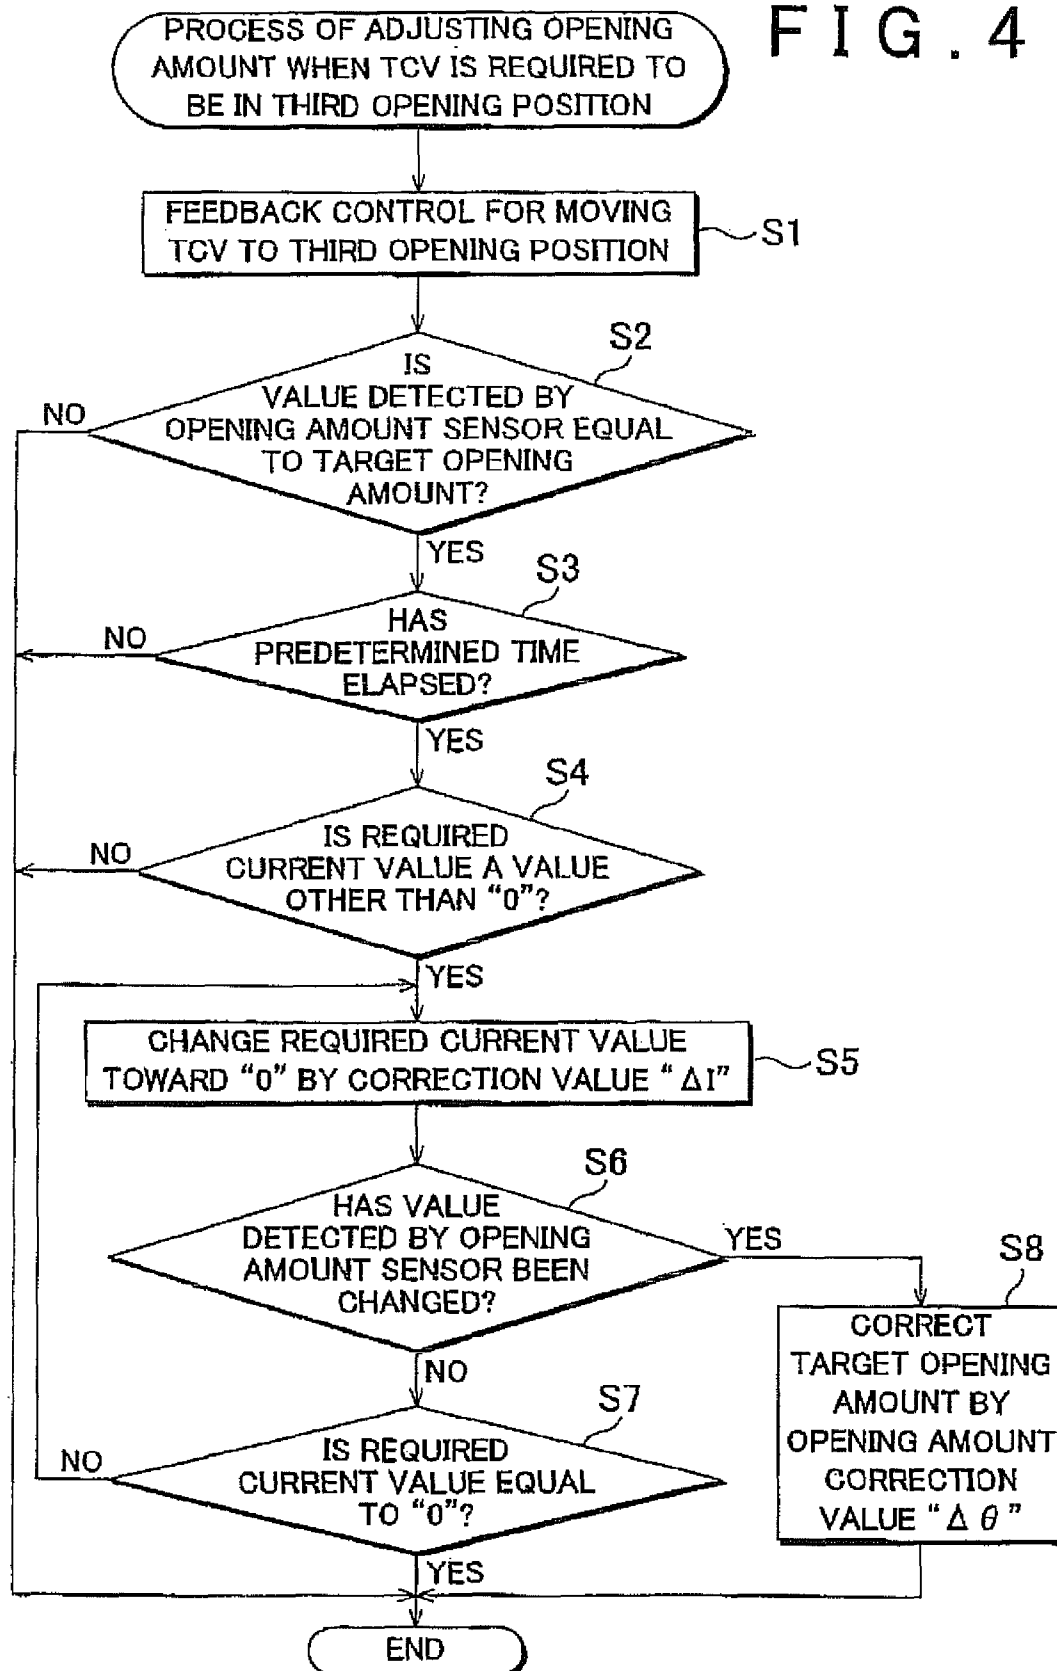 FIG.4
PROCESS OF ADJUSTING OPENING
AMOUNT WHEN TCV IS REQUIRED TO
BE IN THIRD OPENING POSITION
FEEDBACK CONTROL FOR MOVING
TCV TO THIRD OPENING POSITION
S1
S2
IS
VALUE DETECTED BY
OPENING AMOUNT SENSOR EQUAL
TO TARGET OPENING
AMOUNT?
NO
YES
S3
HAS
PREDETERMINED TIME
ELAPSED?
NO
YES
S4
IS REQUIRED
CURRENT VALUE A VALUE
OTHER THAN “0”?
NO
YES
CHANGE REQUIRED CURRENT VALUE
TOWARD “0” BY CORRECTION VALUE “ΔI”
S5
S6
HAS VALUE
DETECTED BY OPENING
AMOUNT SENSOR BEEN
CHANGED?
YES
NO
S8
CORRECT
TARGET OPENING
AMOUNT BY
OPENING AMOUNT
CORRECTION
VALUE “Δθ”
S7
IS REQUIRED
CURRENT VALUE EQUAL
TO “0”?
NO
YES
END